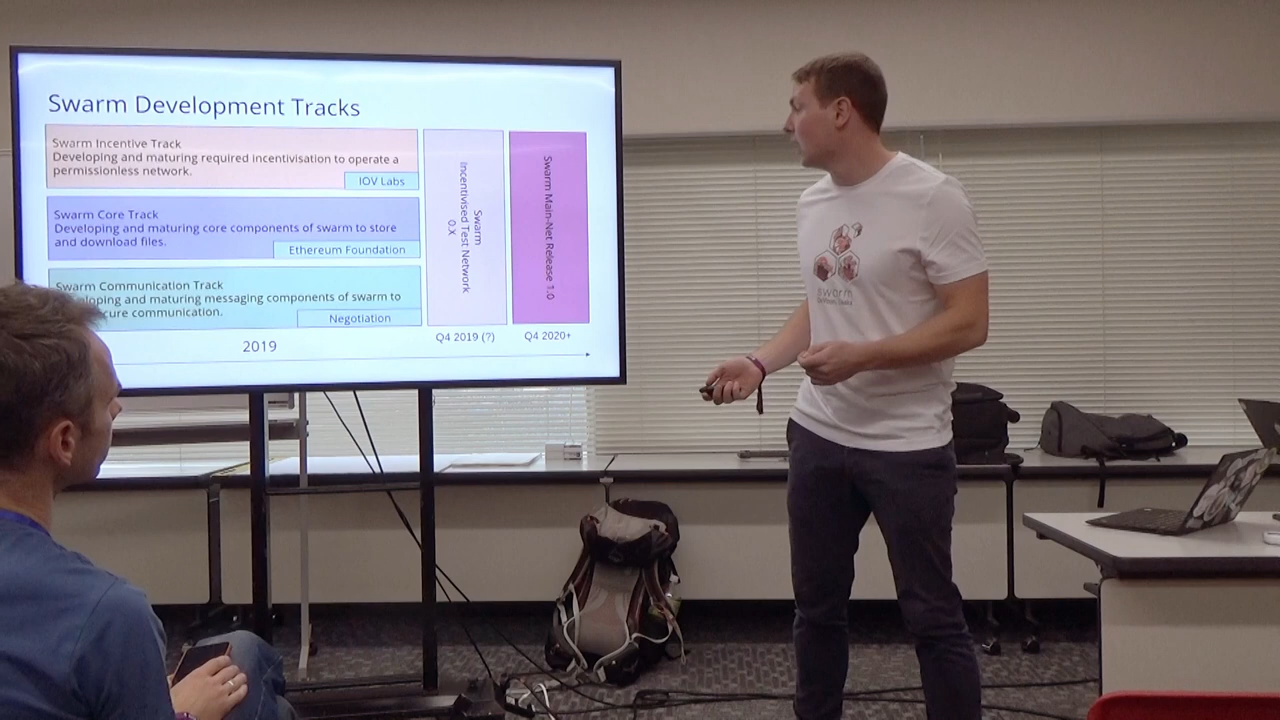 Swarm Development Tracks
Swarm Incentive Track
Developing and maturing required incentivisation to operate a
permissionless network.
IOV Labs
Swarm Core Track
Developing and maturing core components of swarm to store
and download files.
Ethereum Foundation
Swarm Communication Track
oping and maturing messaging components of swarm to
cure communication.
Negotiation
Swarm
Incentivised Test Network
0.X
Swarm Main-Net Release 1.0
2019
Q4 2019 (?)
Q4 2020+
swarm